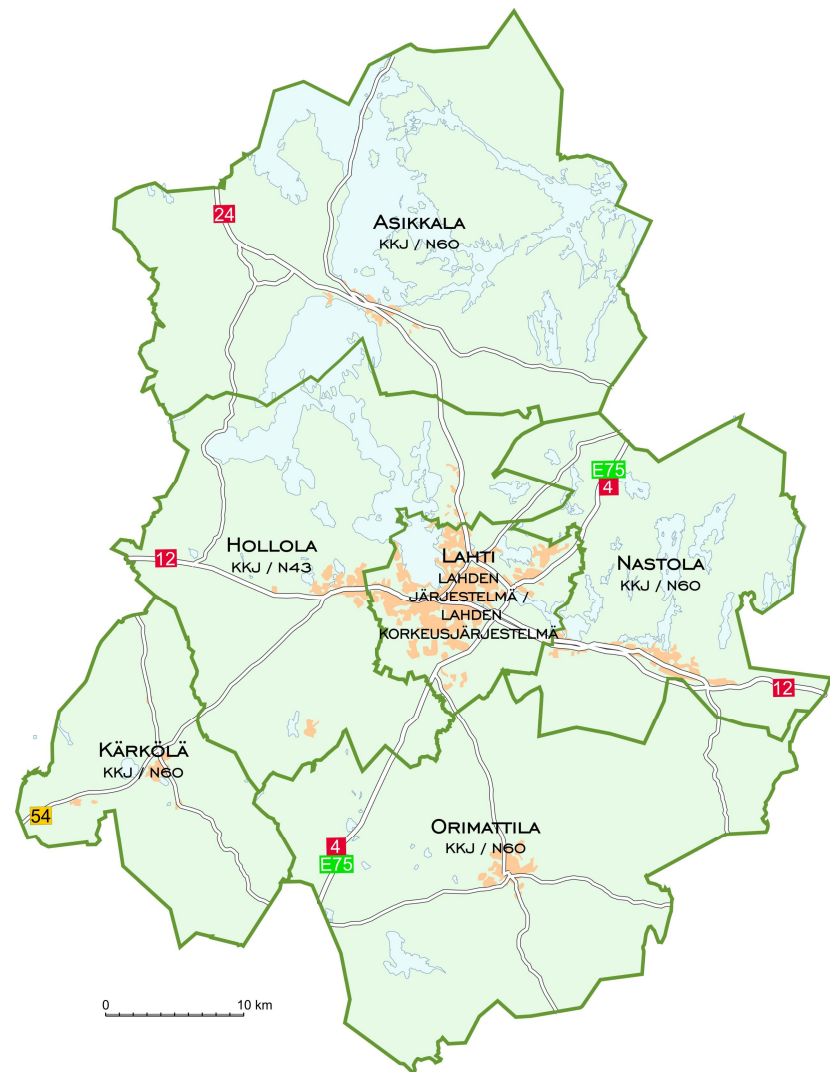 24
ASIKKALA
KKJ / N60
E75
4
12
HOLLOLA
KKJ / N43
LAHTI
LAHDEN
JÄRJESTELMÄ /
LAHDEN
KORKEUSJÄRJESTELMÄ
NASTOLA
KKJ / N60
12
KÄRKÖLÄ
KKJ / N60
54
4
E75
ORIMATTILA
KKJ / N60
0 10 km